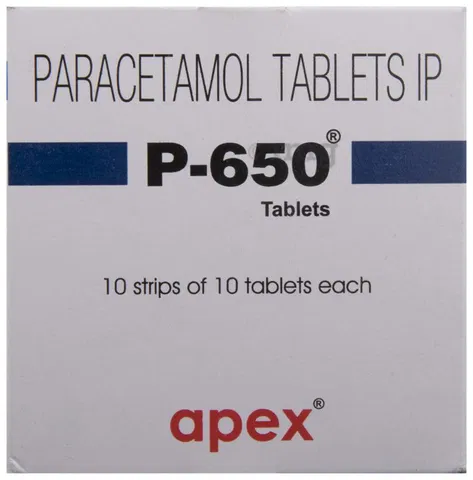 PARACETAMOL TABLETS IP
P-650®
Tablets
10 strips of 10 tablets each
apex®